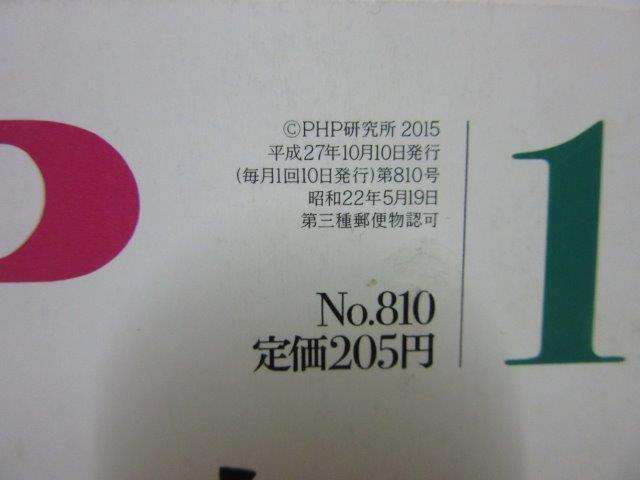 ©PHP研究所 2015
平成27年10月10日発行
(毎月1回10日発行)第810号
昭和22年5月19日
第三種郵便物認可
No.810
定価205円
1